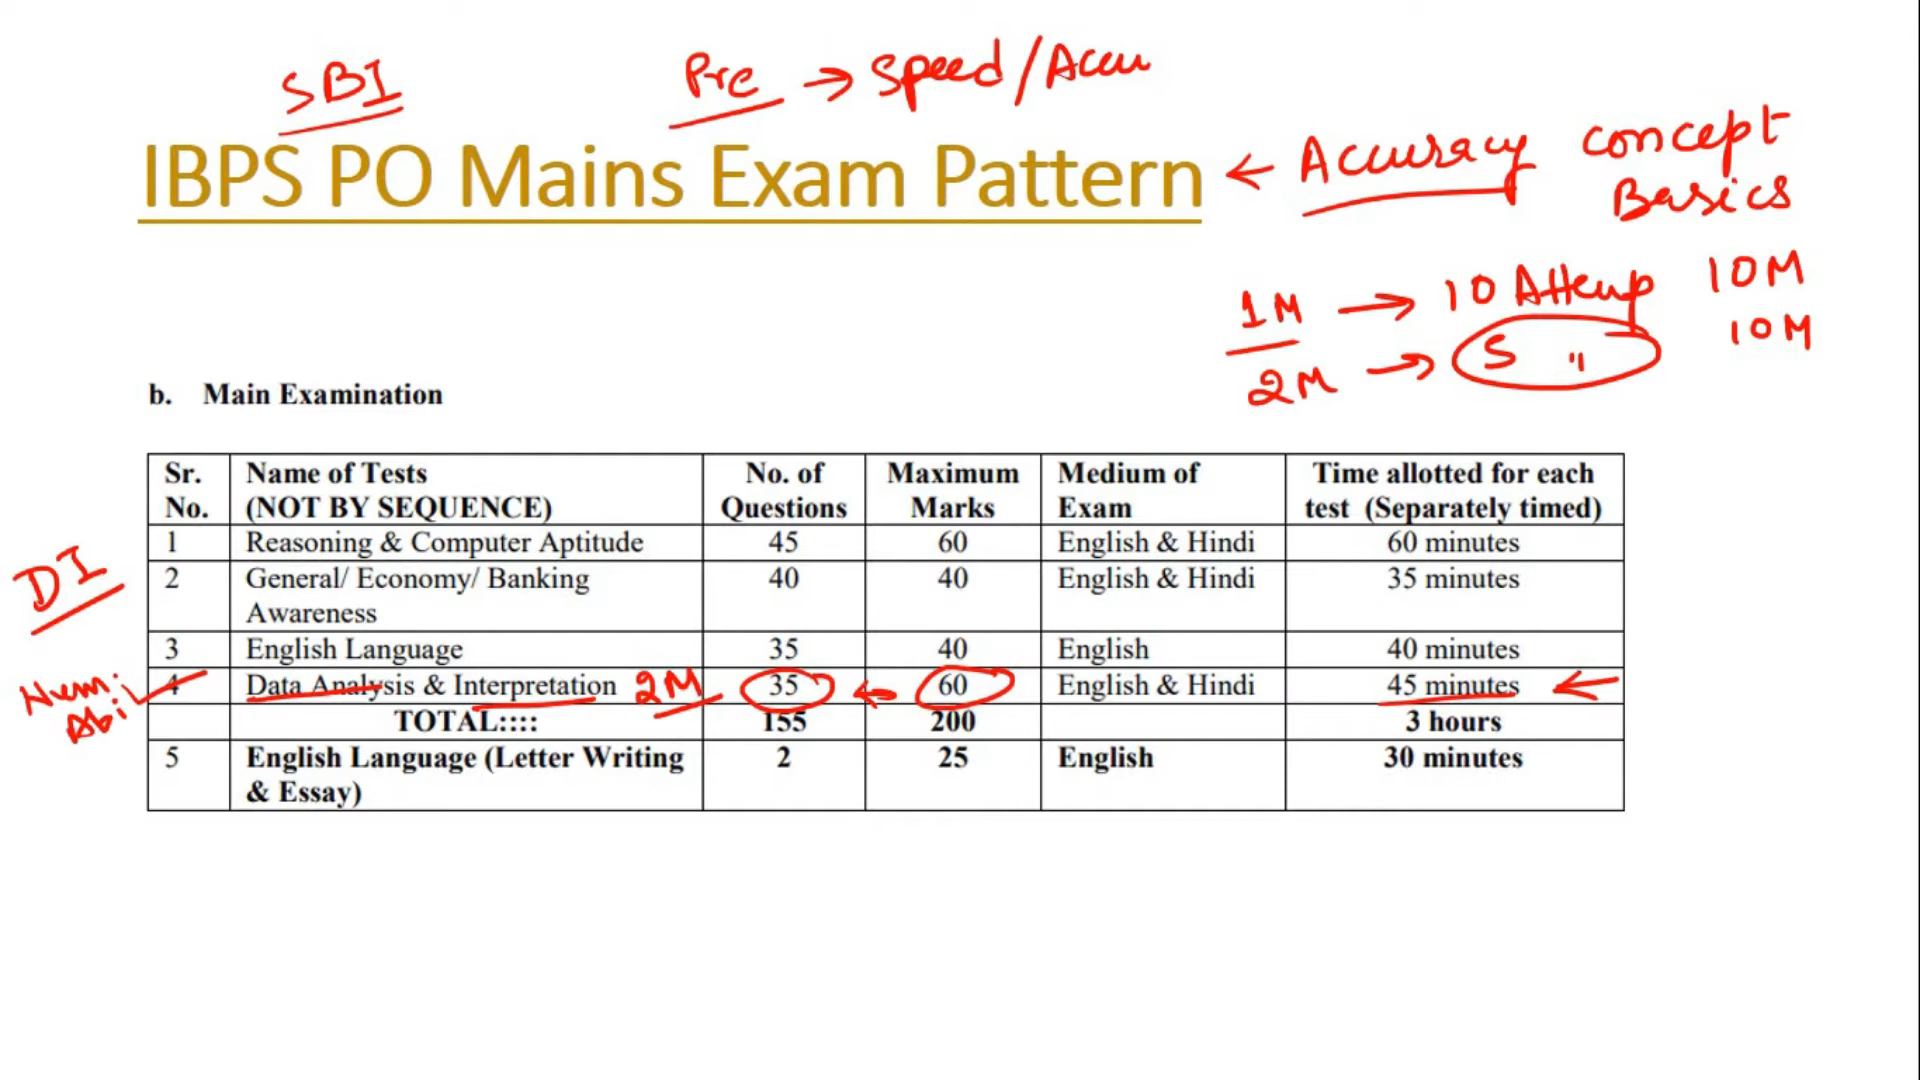 SBI
Pre → Speed/Accu
IBPS PO Mains Exam Pattern ← Accuracy concept
Basics
1M → 10 Attemp 10M
2M → 5 " 10M
b. Main Examination
Sr. No. Name of Tests (NOT BY SEQUENCE) No. of Questions Maximum Marks Medium of Exam Time allotted for each test (Separately timed)
1 Reasoning & Computer Aptitude 45 60 English & Hindi 60 minutes
2 General/ Economy/ Banking Awareness 40 40 English & Hindi 35 minutes
DI
3 English Language 35 40 English 40 minutes
Num. Abi
4 Data Analysis & Interpretation 2M 35 ↔ 60 English & Hindi 45 minutes ←
TOTAL:::: 155 200 3 hours
5 English Language (Letter Writing & Essay) 2 25 English 30 minutes